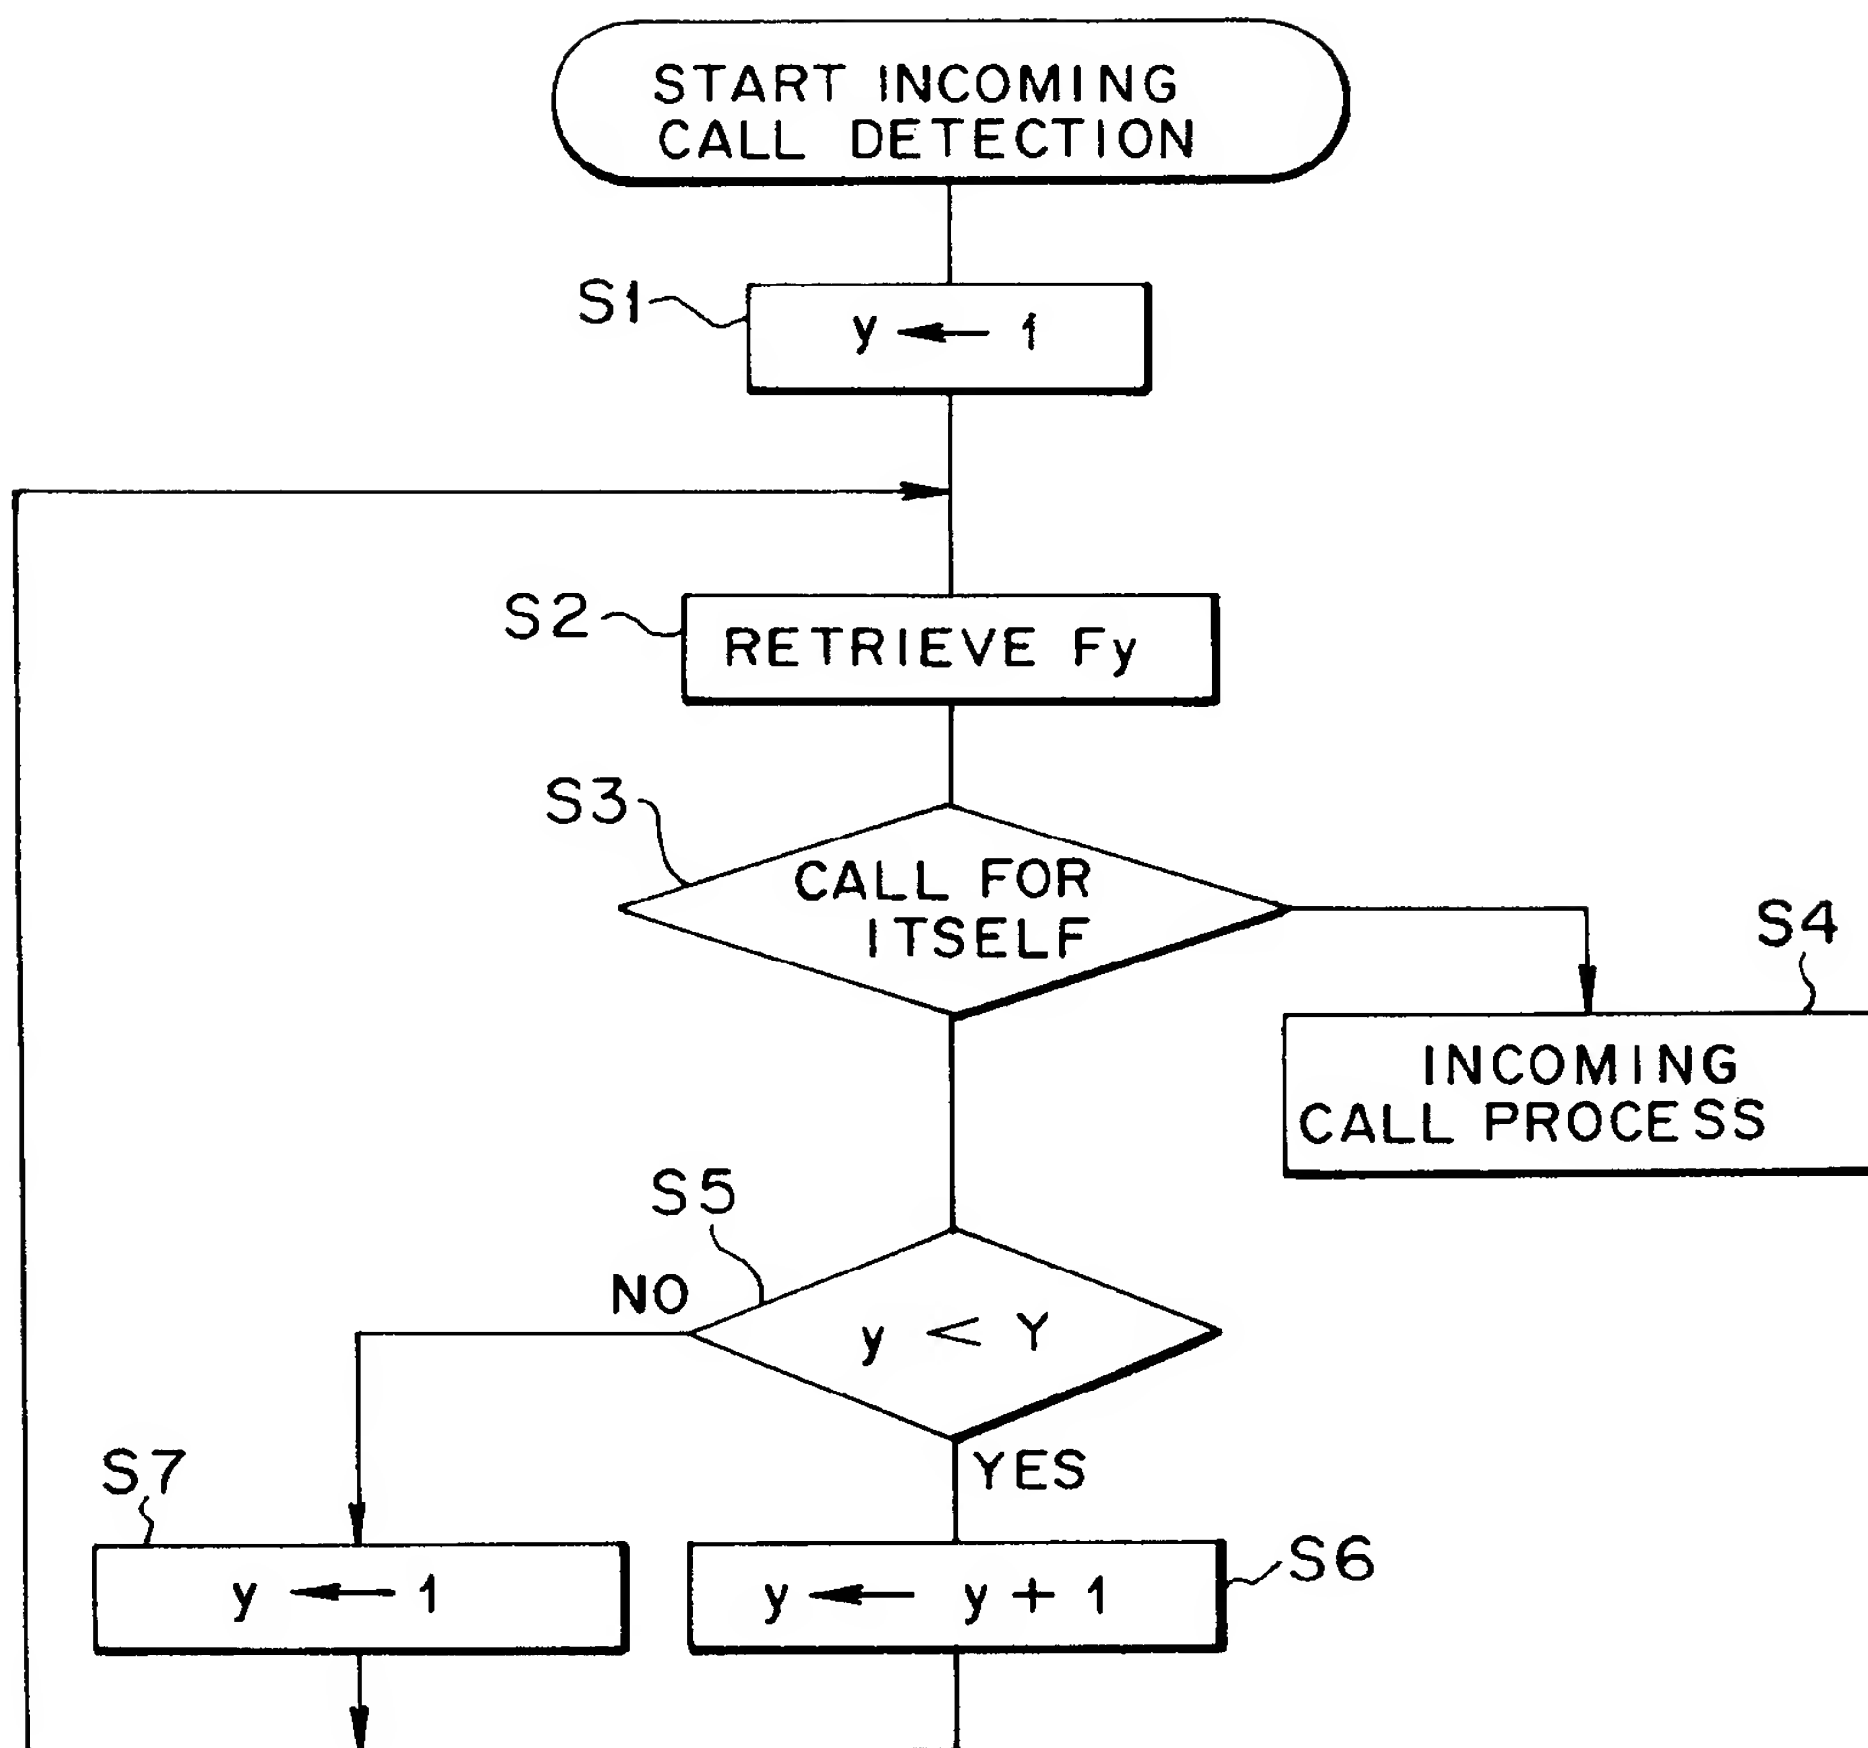 START INCOMING
CALL DETECTION
S1
y ← 1
S2
RETRIEVE Fy
S3
CALL FOR
ITSELF
S4
INCOMING
CALL PROCESS
S5
NO
y < Y
YES
S7
y ← 1
y ← y + 1
S6